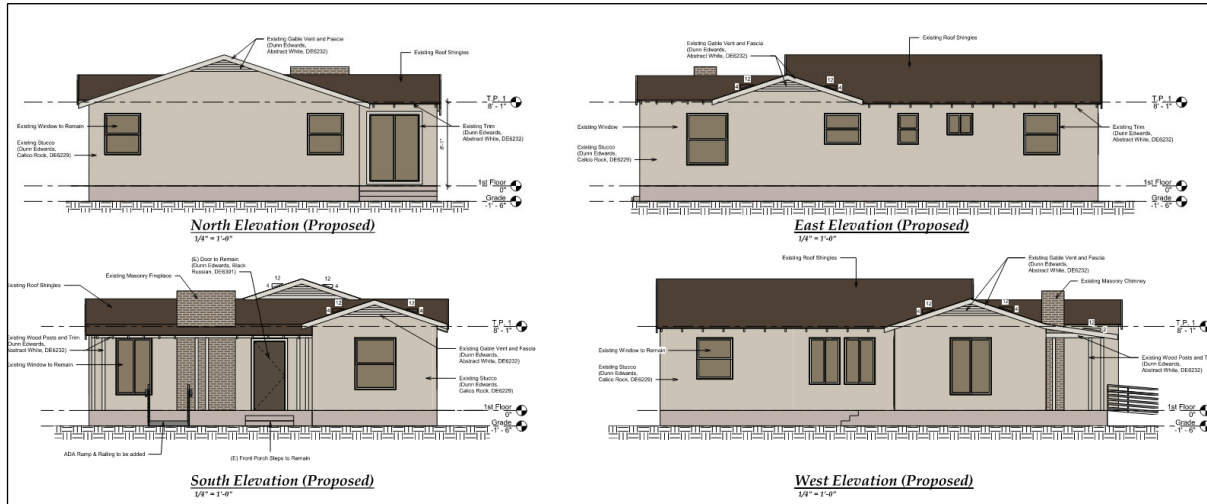 Existing Gable Vent and Fascia
(Dunn Edwards,
Abstract White, DE6232)
Existing Roof Shingles
T.P. 1
8' - 1"
Existing Window to Remain
Existing Stucco
(Dunn Edwards,
Calico Rock, DE6229)
Existing Trim
(Dunn Edwards,
Abstract White, DE6232)
8'-1"
1st Floor
0"
Grade
-1' - 6"
North Elevation (Proposed)
1/4" = 1'-0"
Existing Gable Vent and Fascia
(Dunn Edwards,
Abstract White, DE6232)
Existing Roof Shingles
12
4
12
4
T.P. 1
8' - 1"
Existing Window
Existing Stucco
(Dunn Edwards,
Calico Rock, DE6229)
Existing Trim
(Dunn Edwards,
Abstract White, DE6232)
1st Floor
0"
Grade
-1' - 6"
East Elevation (Proposed)
1/4" = 1'-0"
(E) Door to Remain
(Dunn Edwards, Black
Russian, DE6391)
Existing Masonry Fireplace
Existing Roof Shingles
12
4
12
4
12
4
12
4
T.P. 1
8' - 1"
Existing Wood Posts and Trim
(Dunn Edwards,
Abstract White, DE6232)
Existing Window to Remain
Existing Gable Vent and Fascia
(Dunn Edwards,
Abstract White, DE6232)
Existing Stucco
(Dunn Edwards,
Calico Rock, DE6229)
1st Floor
0"
Grade
-1' - 6"
ADA Ramp & Railing to be added
(E) Front Porch Steps to Remain
South Elevation (Proposed)
1/4" = 1'-0"
Existing Roof Shingles
Existing Gable Vent and Fascia
(Dunn Edwards,
Abstract White, DE6232)
Existing Masonry Chimney
12
4
12
4
12
2
T.P. 1
8' - 1"
Existing Window to Remain
Existing Stucco
(Dunn Edwards,
Calico Rock, DE6229)
Existing Wood Posts and T
(Dunn Edwards,
Abstract White, DE6232)
1st Floor
0"
Grade
-1' - 6"
West Elevation (Proposed)
1/4" = 1'-0"